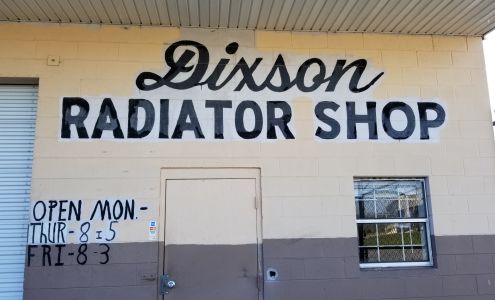 Dixson
RADIATOR SHOP
OPEN MON.-
THUR-8 5
FRI-8-3